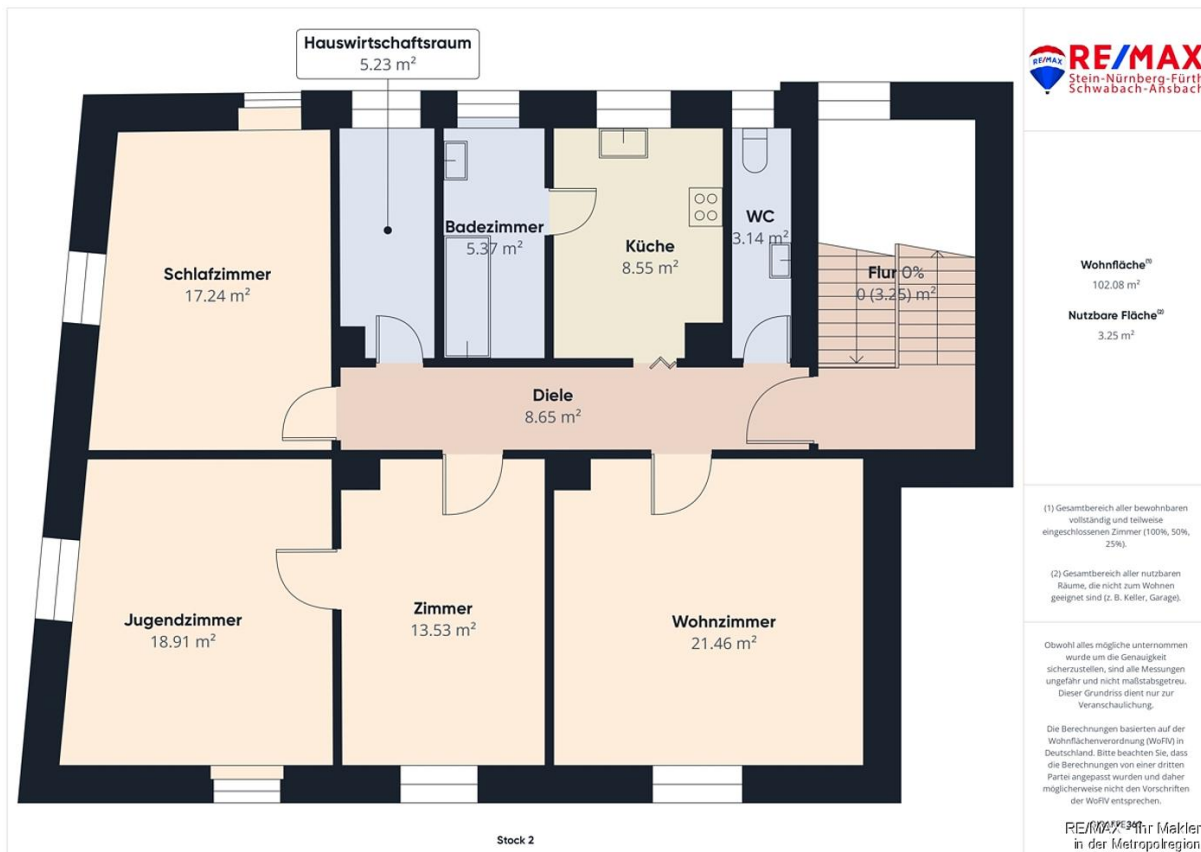 Hauswirtschaftsraum
5.23 m²
RE/MAX
RE/MAX
Stein-Nürnberg-Fürth
Schwabach-Ansbach
Schlafzimmer
17.24 m²
Badezimmer
5.37 m²
Küche
8.55 m²
WC
3.14 m²
Flur 0%
0 (3.25) m²
Diele
8.65 m²
Jugendzimmer
18.91 m²
Zimmer
13.53 m²
Wohnzimmer
21.46 m²
Stock 2
Wohnfläche(1)
102.08 m²
Nutzbare Fläche(2)
3.25 m²
(1) Gesamtbereich aller bewohnbaren
vollständig und teilweise
eingeschlossenen Zimmer (100%, 50%,
25%).
(2) Gesamtbereich aller nutzbaren
Räume, die nicht zum Wohnen
geeignet sind (z. B. Keller, Garage).
Obwohl alles mögliche unternommen
wurde um die Genauigkeit
sicherzustellen, sind alle Messungen
ungefähr und nicht maßstabsgetreu.
Dieser Grundriss dient nur zur
Veranschaulichung.
Die Berechnungen basierten auf der
Wohnflächenverordnung (WoFlV) in
Deutschland. Bitte beachten Sie, dass
die Berechnungen von einer dritten
Partei angepasst wurden und daher
möglicherweise nicht den Vorschriften
der WoFlV entsprechen.
RE/MAX - Ihr Makler
in der Metropolregion